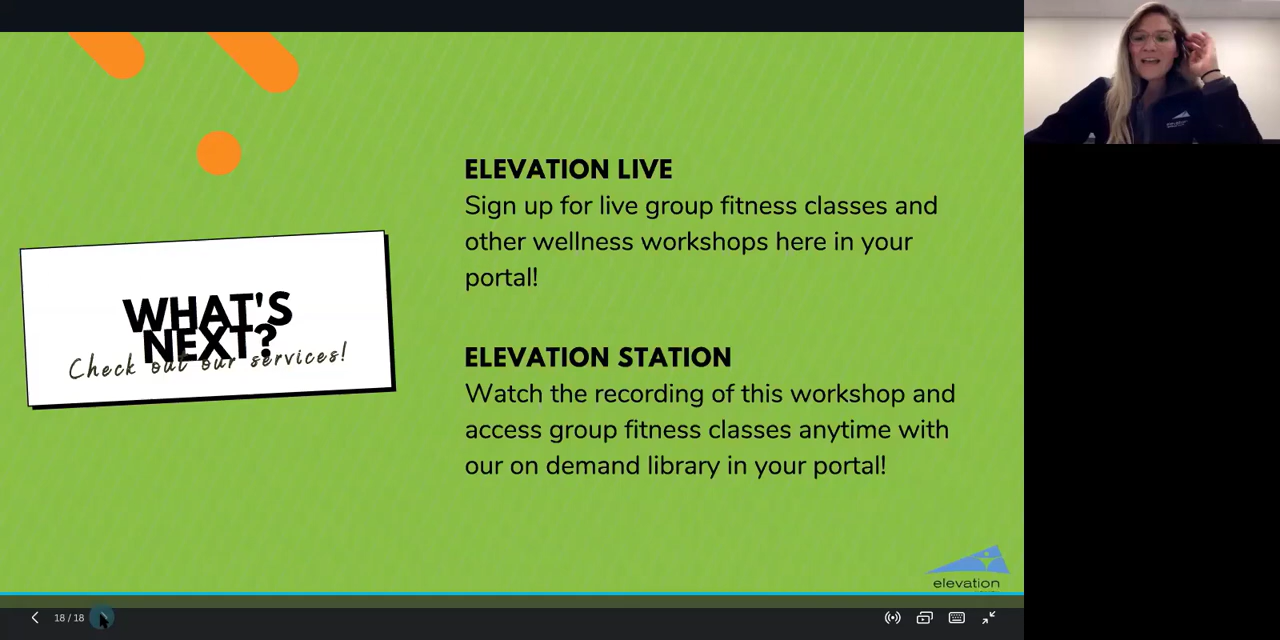 WHAT'S
NEXT?
Check out our services!
ELEVATION LIVE
Sign up for live group fitness classes and
other wellness workshops here in your
portal!
ELEVATION STATION
Watch the recording of this workshop and
access group fitness classes anytime with
our on demand library in your portal!
elevation
18 / 18